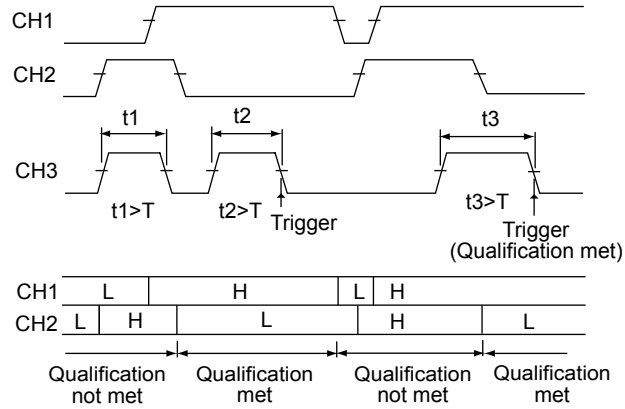 CH1
CH2
t1 t2 t3
CH3
t1>T t2>T Trigger t3>T
Trigger
(Qualification met)
CH1 L H L H
CH2 L H L H L
Qualification not met Qualification met Qualification not met Qualification met